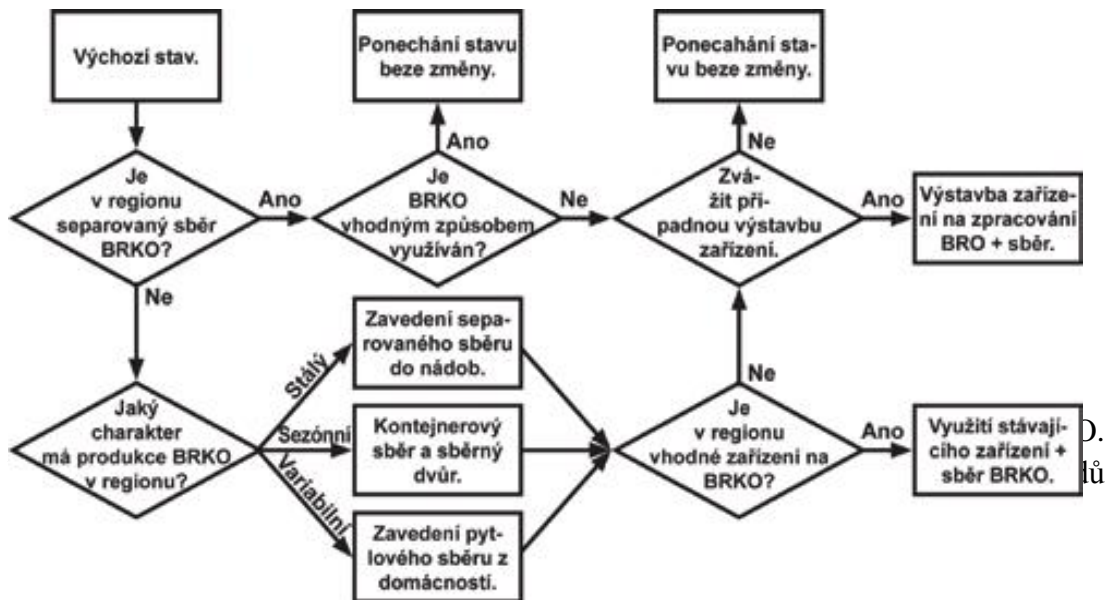 Výchozí stav.
Ponechání stavu
beze změny.
Ponecahání sta-
vu beze změny.
Ano
Ne
Je
v regionu
separovaný sběr
BRKO?
Ano
Je
BRKO
vhodným způsobem
využíván?
Ne
Zvá-
žit pří-
padnou výstavbu
zařízení.
Ano
Výstavba zaříze-
ní na zpracování
BRO + sběr.
Ne
Zavedení sepa-
rovaného sběru
do nádob.
Stálý
Ne
Jaký
charakter
má produkce BRKO
v regionu?
Sezónní
Kontejnerový
sběr a sběrný
dvůr.
Je
v regionu
vhodné zařízení na
BRKO?
Ano
Využití stávají-
cího zařízení +
sběr BRKO.
O.
dů
Variabilní
Zavedení pyt-
lového sběru z
domácností.